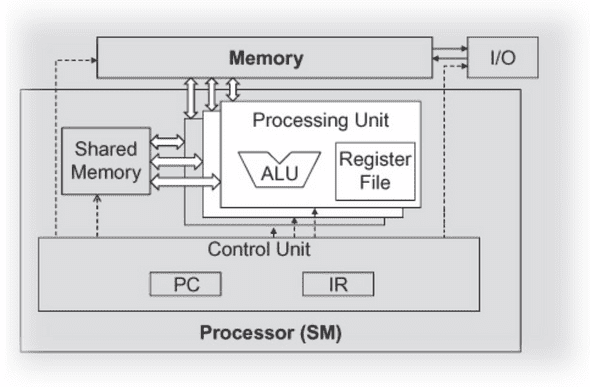 Memory
I/O
Processing Unit
Shared
Memory
ALU
Register
File
Control Unit
PC
IR
Processor (SM)